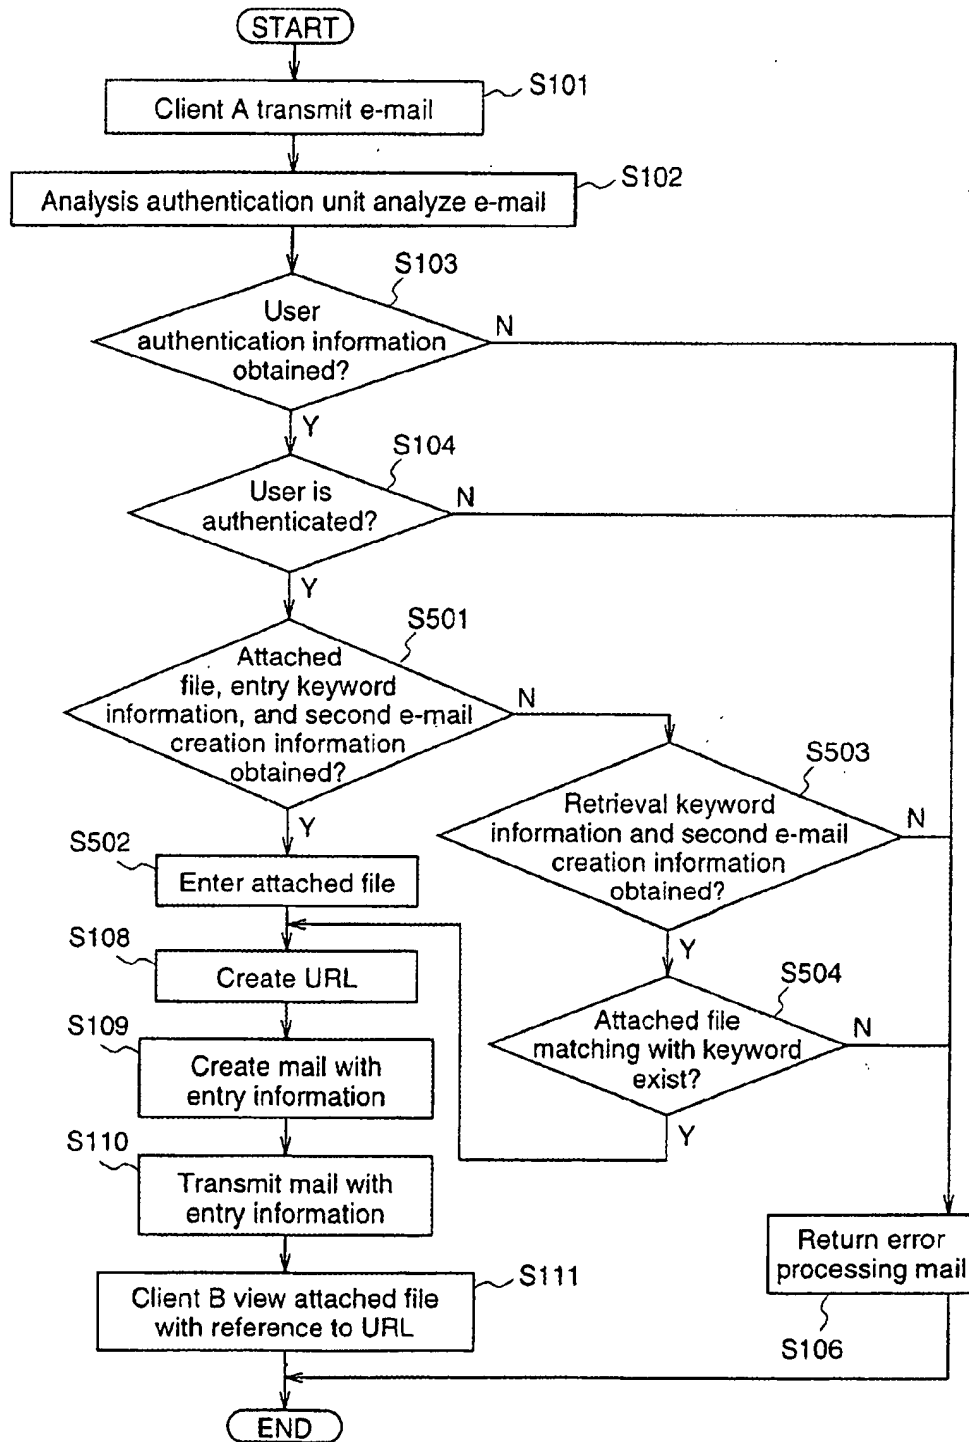 START
S101
Client A transmit e-mail
S102
Analysis authentication unit analyze e-mail
S103
User
authentication information
obtained?
N
Y
S104
User is
authenticated?
N
Y
S501
Attached
file, entry keyword
information, and second e-mail
creation information
obtained?
N
Y
S503
Retrieval keyword
information and second e-mail
creation information
obtained?
N
Y
S502
Enter attached file
S108
Create URL
S504
Attached file
matching with keyword
exist?
N
Y
S109
Create mail with
entry information
S110
Transmit mail with
entry information
S111
Client B view attached file
with reference to URL
Return error
processing mail
S106
END